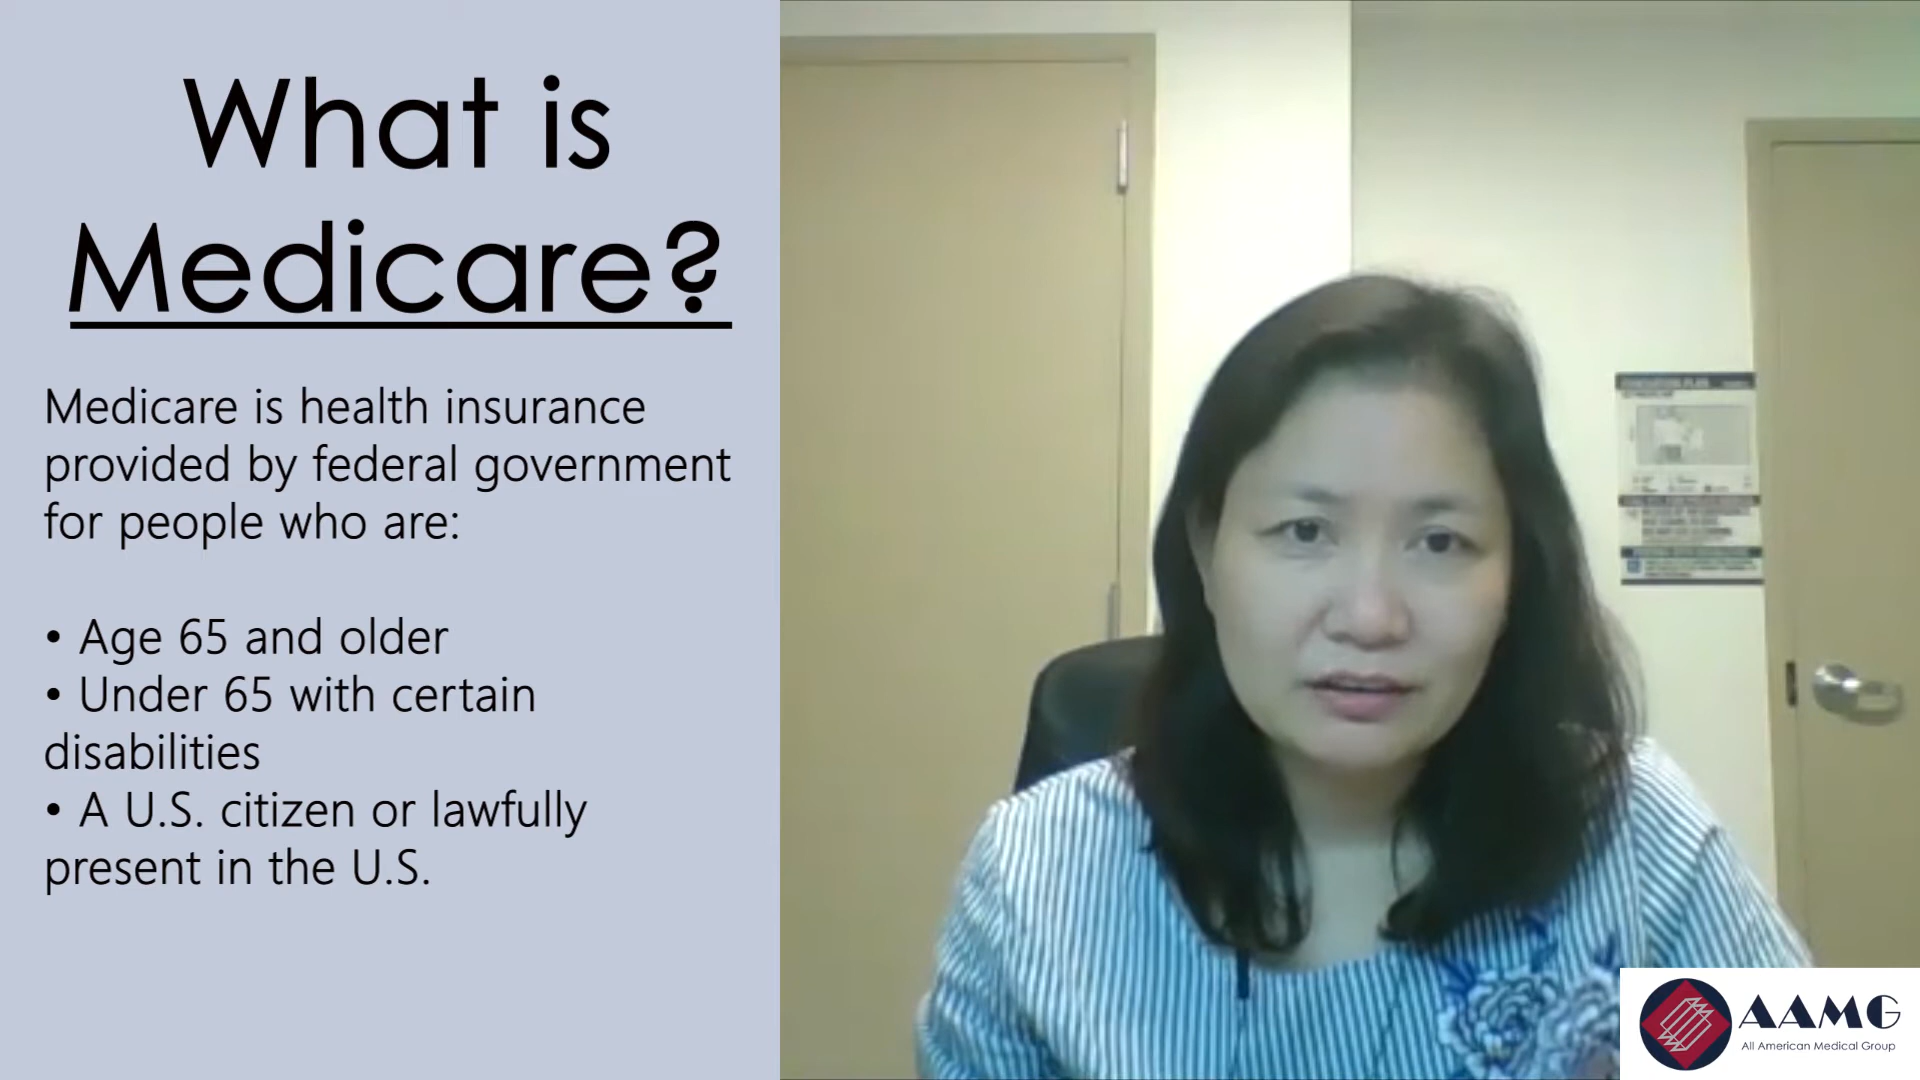 What is
Medicare?
Medicare is health insurance
provided by federal government
for people who are:
• Age 65 and older
• Under 65 with certain
disabilities
• A U.S. citizen or lawfully
present in the U.S.
AAMG
All American Medical Group